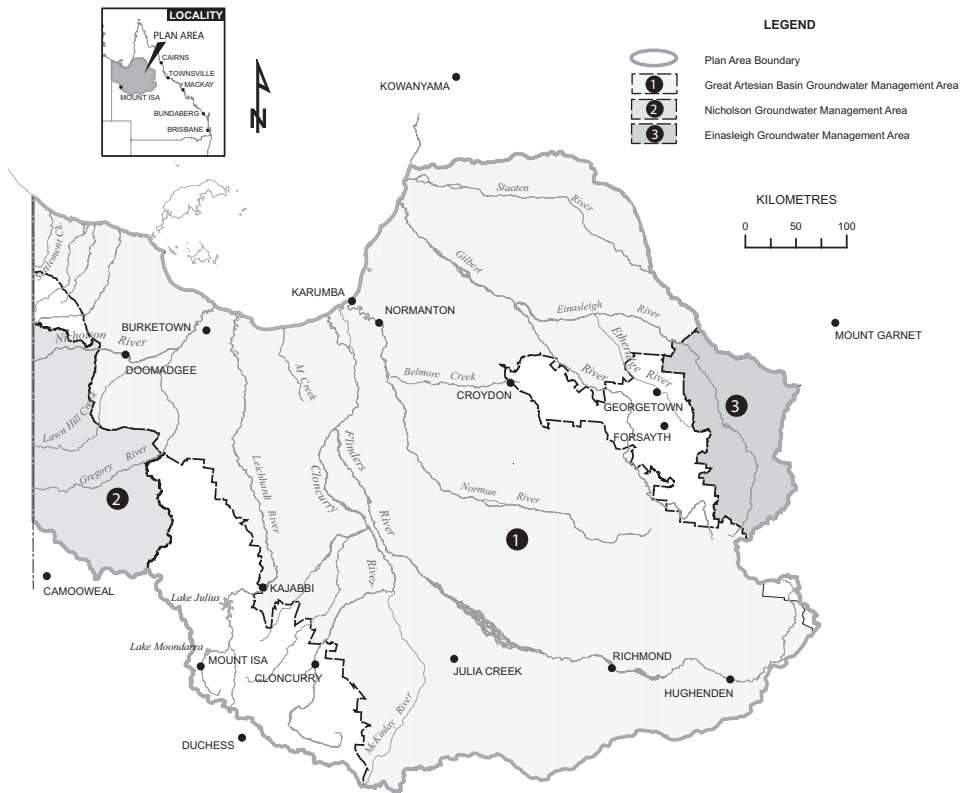 LOCALITY
PLAN AREA
CAIRNS
TOWNSVILLE
MACKAY
MOUNT ISA
BUNDABERG
BRISBANE
N
LEGEND
Plan Area Boundary
1 Great Artesian Basin Groundwater Management Area
2 Nicholson Groundwater Management Area
3 Einasleigh Groundwater Management Area
KILOMETRES
0 50 100
KOWANYAMA
Staaten River
Settlement Ck.
Gilbert River
KARUMBA
NORMANTON
Einasleigh River
MOUNT GARNET
BURKETOWN
Nicholson River
DOOMADGEE
Etheridge River
M Creek
Belmore Creek
CROYDON
GEORGETOWN
3
FORSAYTH
Lawn Hill Creek
Gregory River
Leichhardt River
Cloncurry River
Flinders River
2
Norman River
1
CAMOOWEAL
KAJABBI
Lake Julius
Lake Moondarra
MOUNT ISA
CLONCURRY
JULIA CREEK
RICHMOND
HUGHENDEN
McKinlay River
DUCHESS